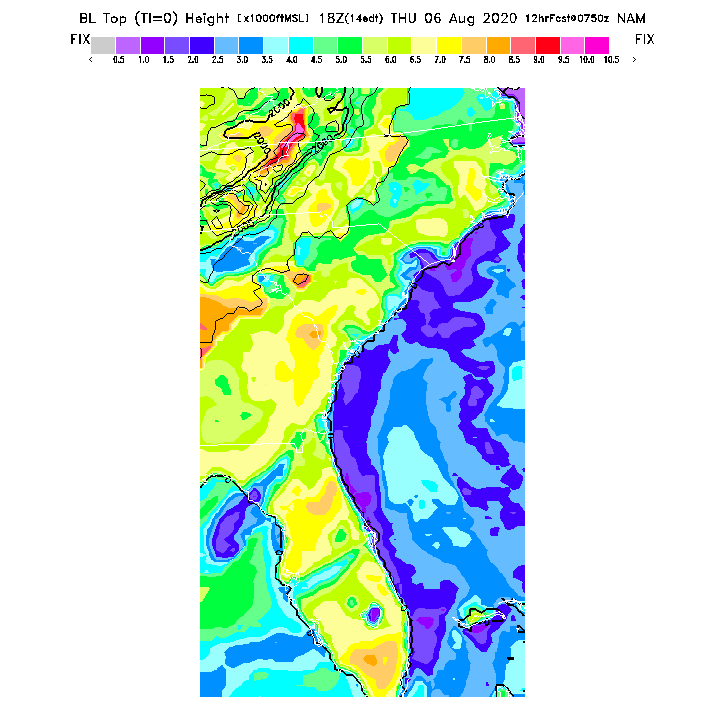 BL Top (TI=0) Height [x1000ftMSL] 18Z(14edt) THU 06 Aug 2020 12hrFcst@0750z NAM
FIX FIX
< 0.5 1.0 1.5 2.0 2.5 3.0 3.5 4.0 4.5 5.0 5.5 6.0 6.5 7.0 7.5 8.0 8.5 9.0 9.5 10.0 10.5 >
2000
2000
2000